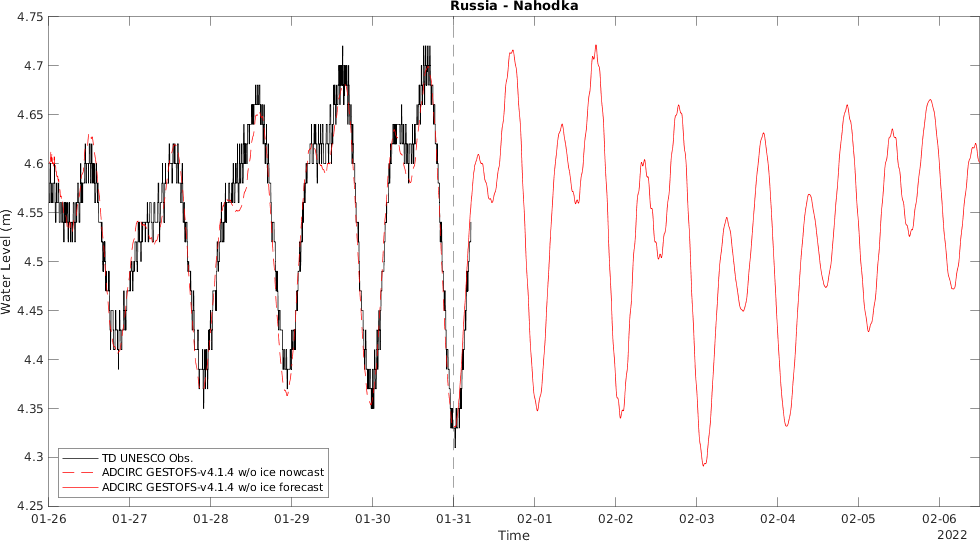 Russia - Nahodka
4.75
4.7
4.65
4.6
4.55
4.5
4.45
4.4
4.35
4.3
4.25
Water Level (m)
TD UNESCO Obs.
ADCIRC GESTOFS-v4.1.4 w/o ice nowcast
ADCIRC GESTOFS-v4.1.4 w/o ice forecast
01-26 01-27 01-28 01-29 01-30 01-31 02-01 02-02 02-03 02-04 02-05 02-06
Time
2022